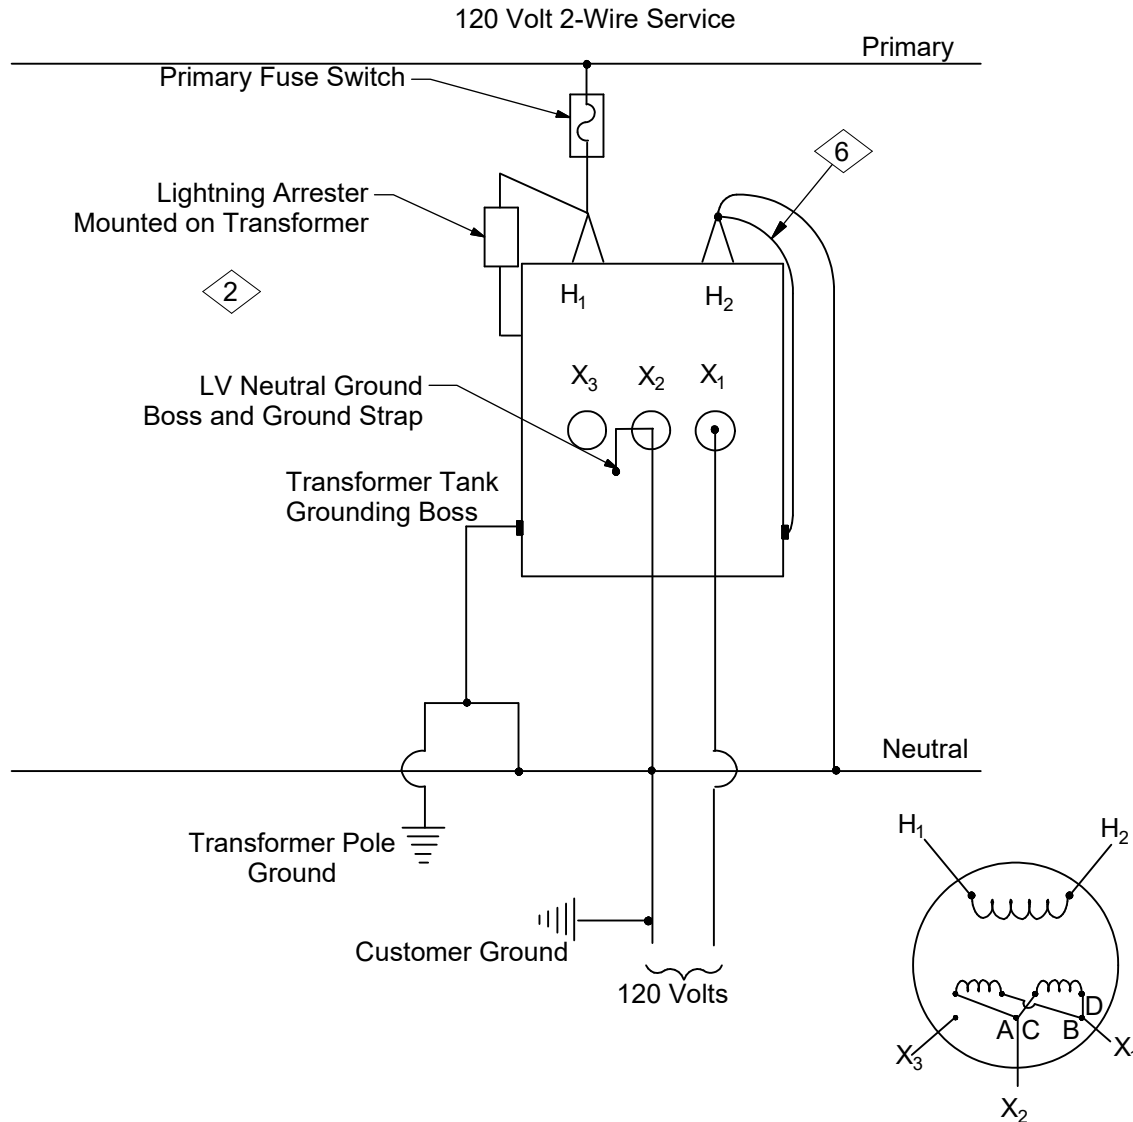 120 Volt 2-Wire Service
Primary
Primary Fuse Switch
6
Lightning Arrester
Mounted on Transformer
2
H₁
H₂
X₃
X₂
X₁
LV Neutral Ground
Boss and Ground Strap
Transformer Tank
Grounding Boss
Neutral
Transformer Pole
Ground
Customer Ground
120 Volts
H₁
H₂
D
A
C
B
X₃
X₂